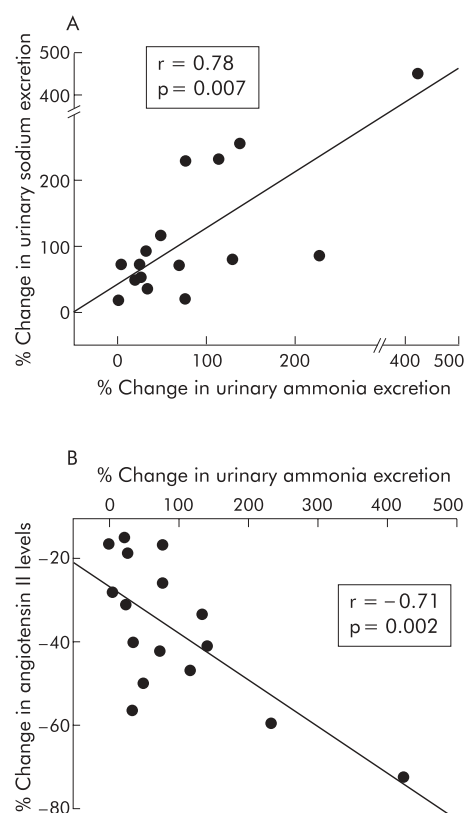 A
% Change in urinary sodium excretion
500
400
200
100
0
r = 0.78
p = 0.007
0 100 200 400 500
% Change in urinary ammonia excretion
B
% Change in urinary ammonia excretion
0 100 200 300 400 500
% Change in angiotensin II levels
–20
–40
–60
–80
r = –0.71
p = 0.002